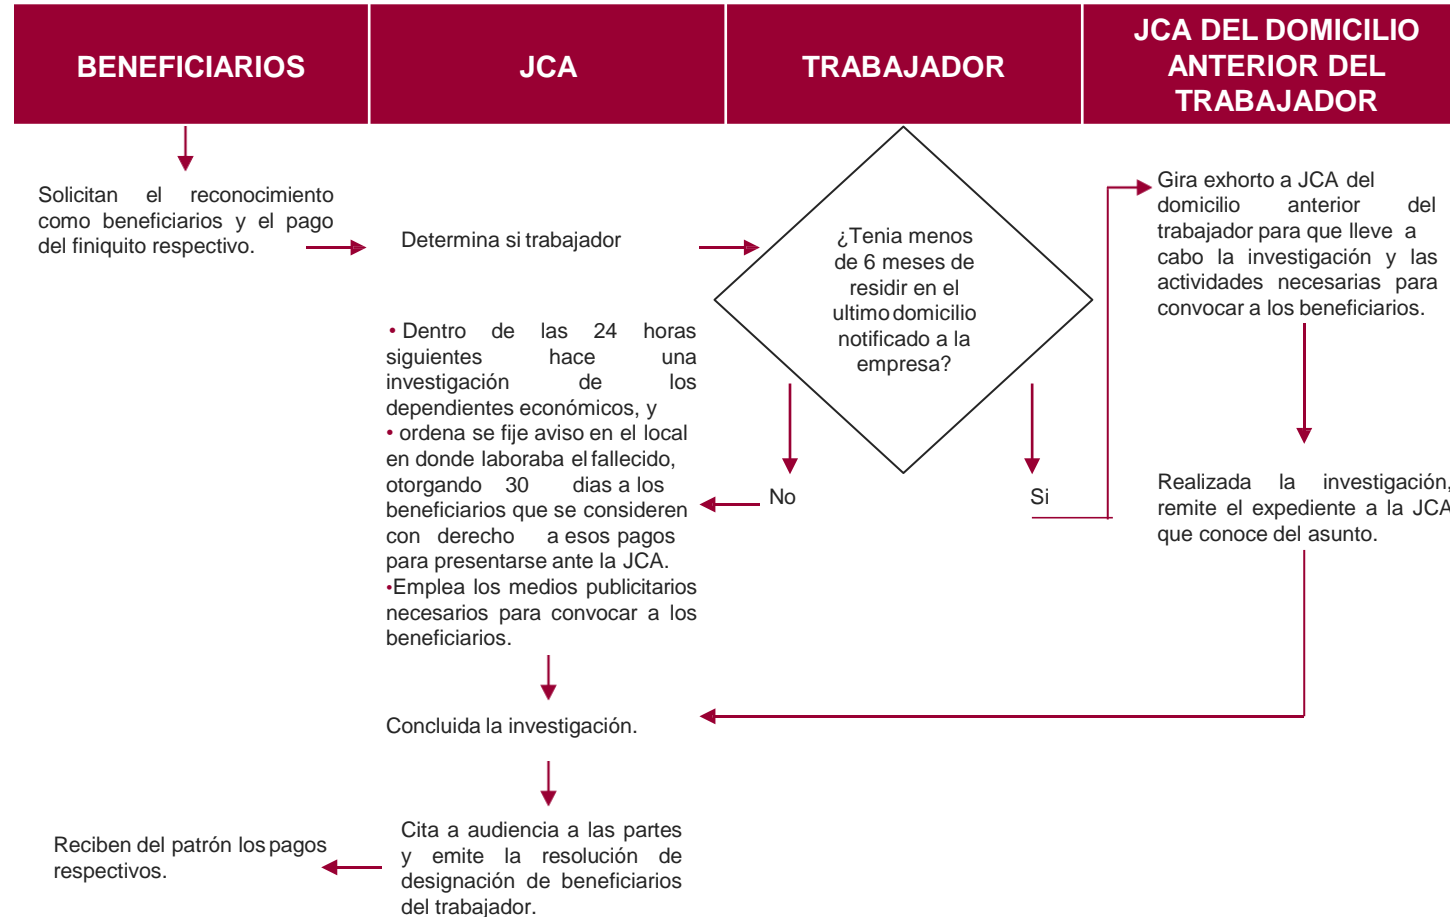 BENEFICIARIOS
JCA
TRABAJADOR
JCA DEL DOMICILIO
ANTERIOR DEL
TRABAJADOR
Solicitan el reconocimiento
como beneficiarios y el pago
del finiquito respectivo.
Determina si trabajador
¿Tenia menos
de 6 meses de
residir en el
ultimo domicilio
notificado a la
empresa?
Gira exhorto a JCA del
domicilio anterior del
trabajador para que lleve a
cabo la investigación y las
actividades necesarias para
convocar a los beneficiarios.
• Dentro de las 24 horas
siguientes hace una
investigación de los
dependientes económicos, y
• ordena se fije aviso en el local
en donde laboraba el fallecido,
otorgando 30 dias a los
beneficiarios que se consideren
con derecho a esos pagos
para presentarse ante la JCA.
•Emplea los medios publicitarios
necesarios para convocar a los
beneficiarios.
No
Si
Realizada la investigación,
remite el expediente a la JCA
que conoce del asunto.
Concluida la investigación.
Cita a audiencia a las partes
y emite la resolución de
designación de beneficiarios
del trabajador.
Reciben del patrón los pagos
respectivos.